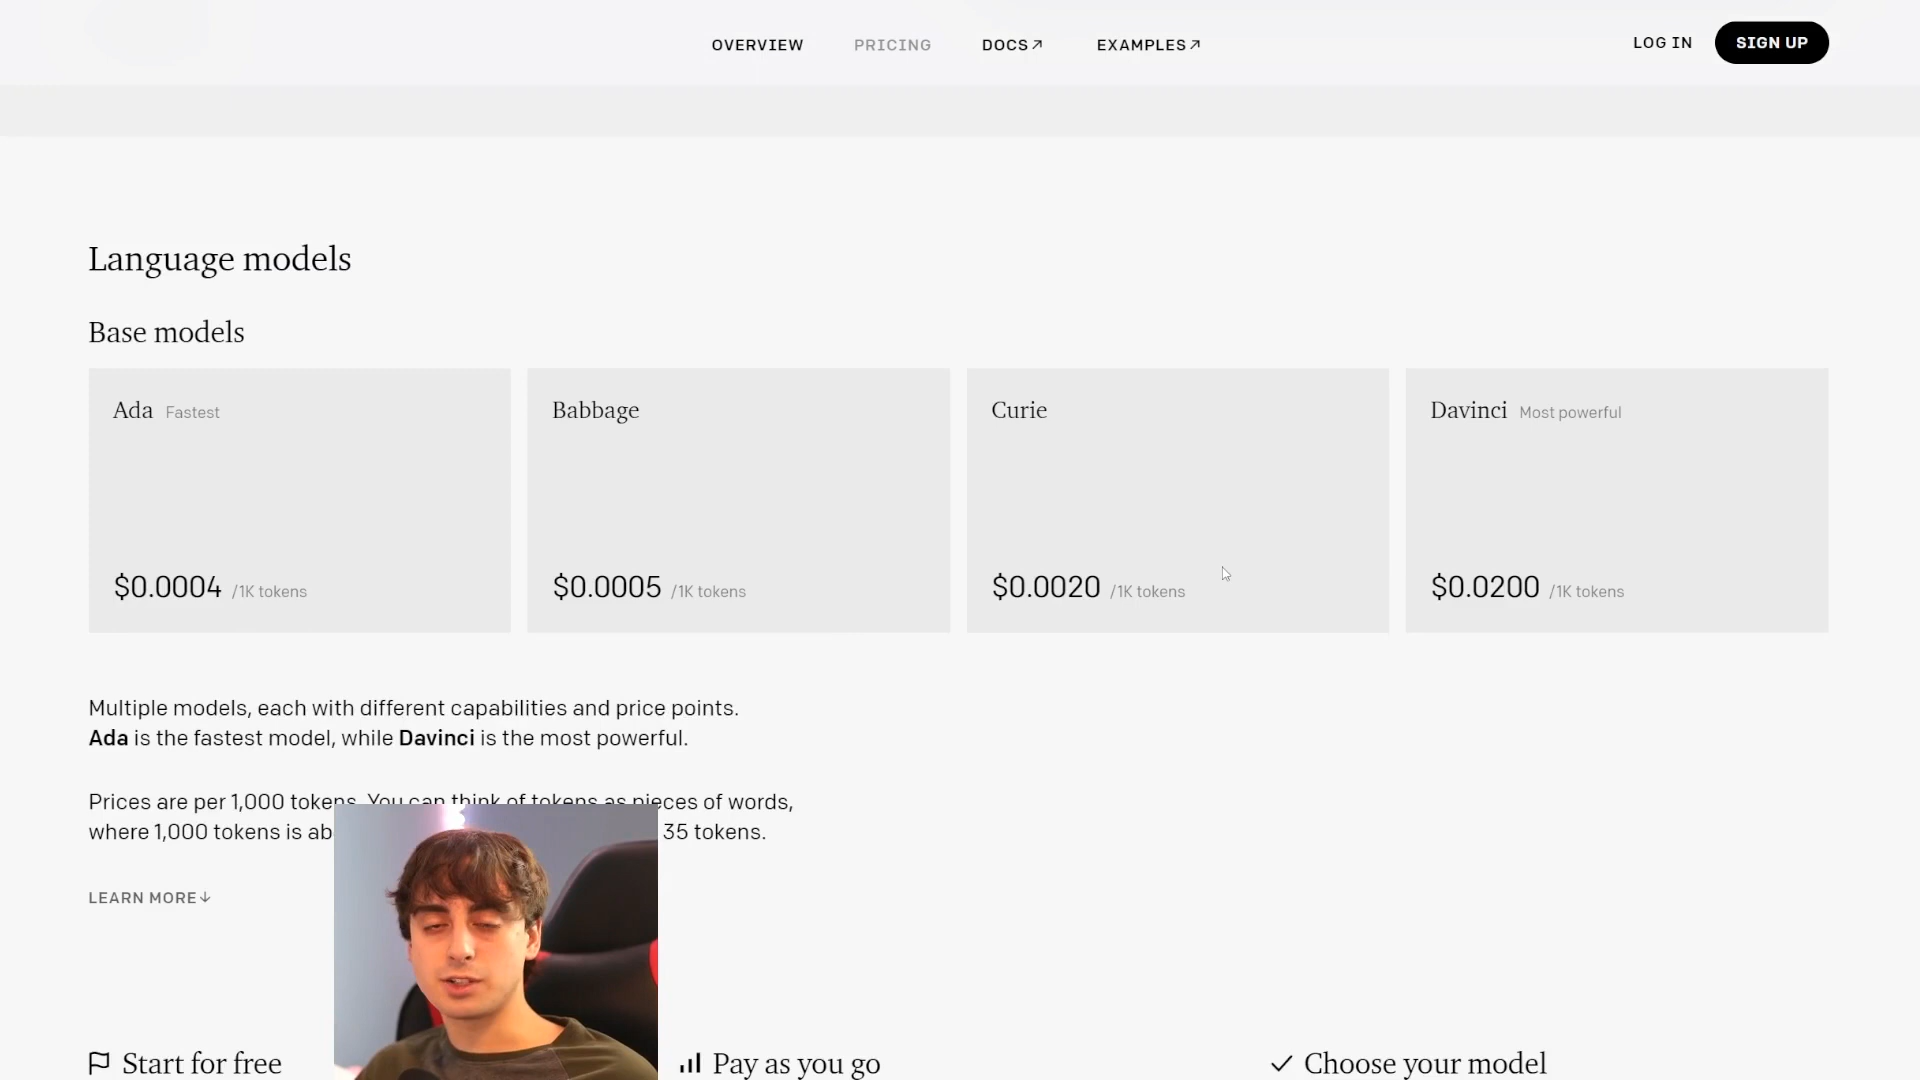 OVERVIEW PRICING DOCS↗ EXAMPLES↗ LOG IN SIGN UP
Language models
Base models
Ada Fastest
$0.0004 /1K tokens
Babbage
$0.0005 /1K tokens
Curie
$0.0020 /1K tokens
Davinci Most powerful
$0.0200 /1K tokens
Multiple models, each with different capabilities and price points.
Ada is the fastest model, while Davinci is the most powerful.
Prices are per 1,000 tokens. You can think of tokens as pieces of words,
where 1,000 tokens is ab 35 tokens.
LEARN MORE↓
Start for free
Pay as you go
Choose your model